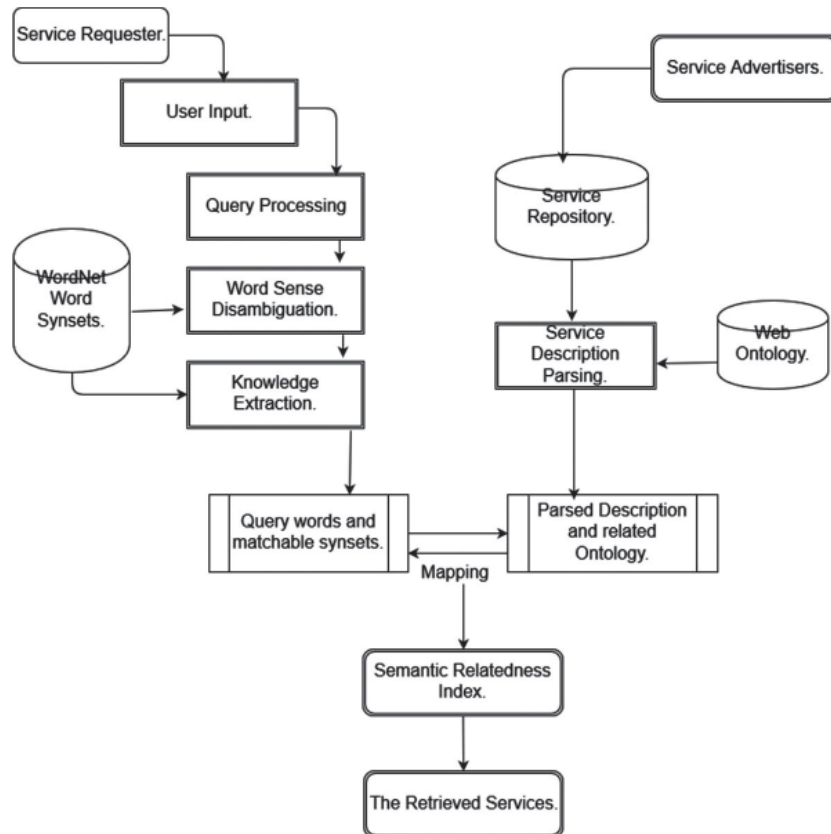 Service Requester.
Service Advertisers.
User Input.
Query Processing
Service
Repository.
WordNet
Word
Synsets.
Word Sense
Disambiguation.
Service
Description
Parsing.
Web
Ontology.
Knowledge
Extraction.
Query words and
matchable synsets.
Parsed Description
and related
Ontology.
Mapping
Semantic Relatedness
Index.
The Retrieved Services.